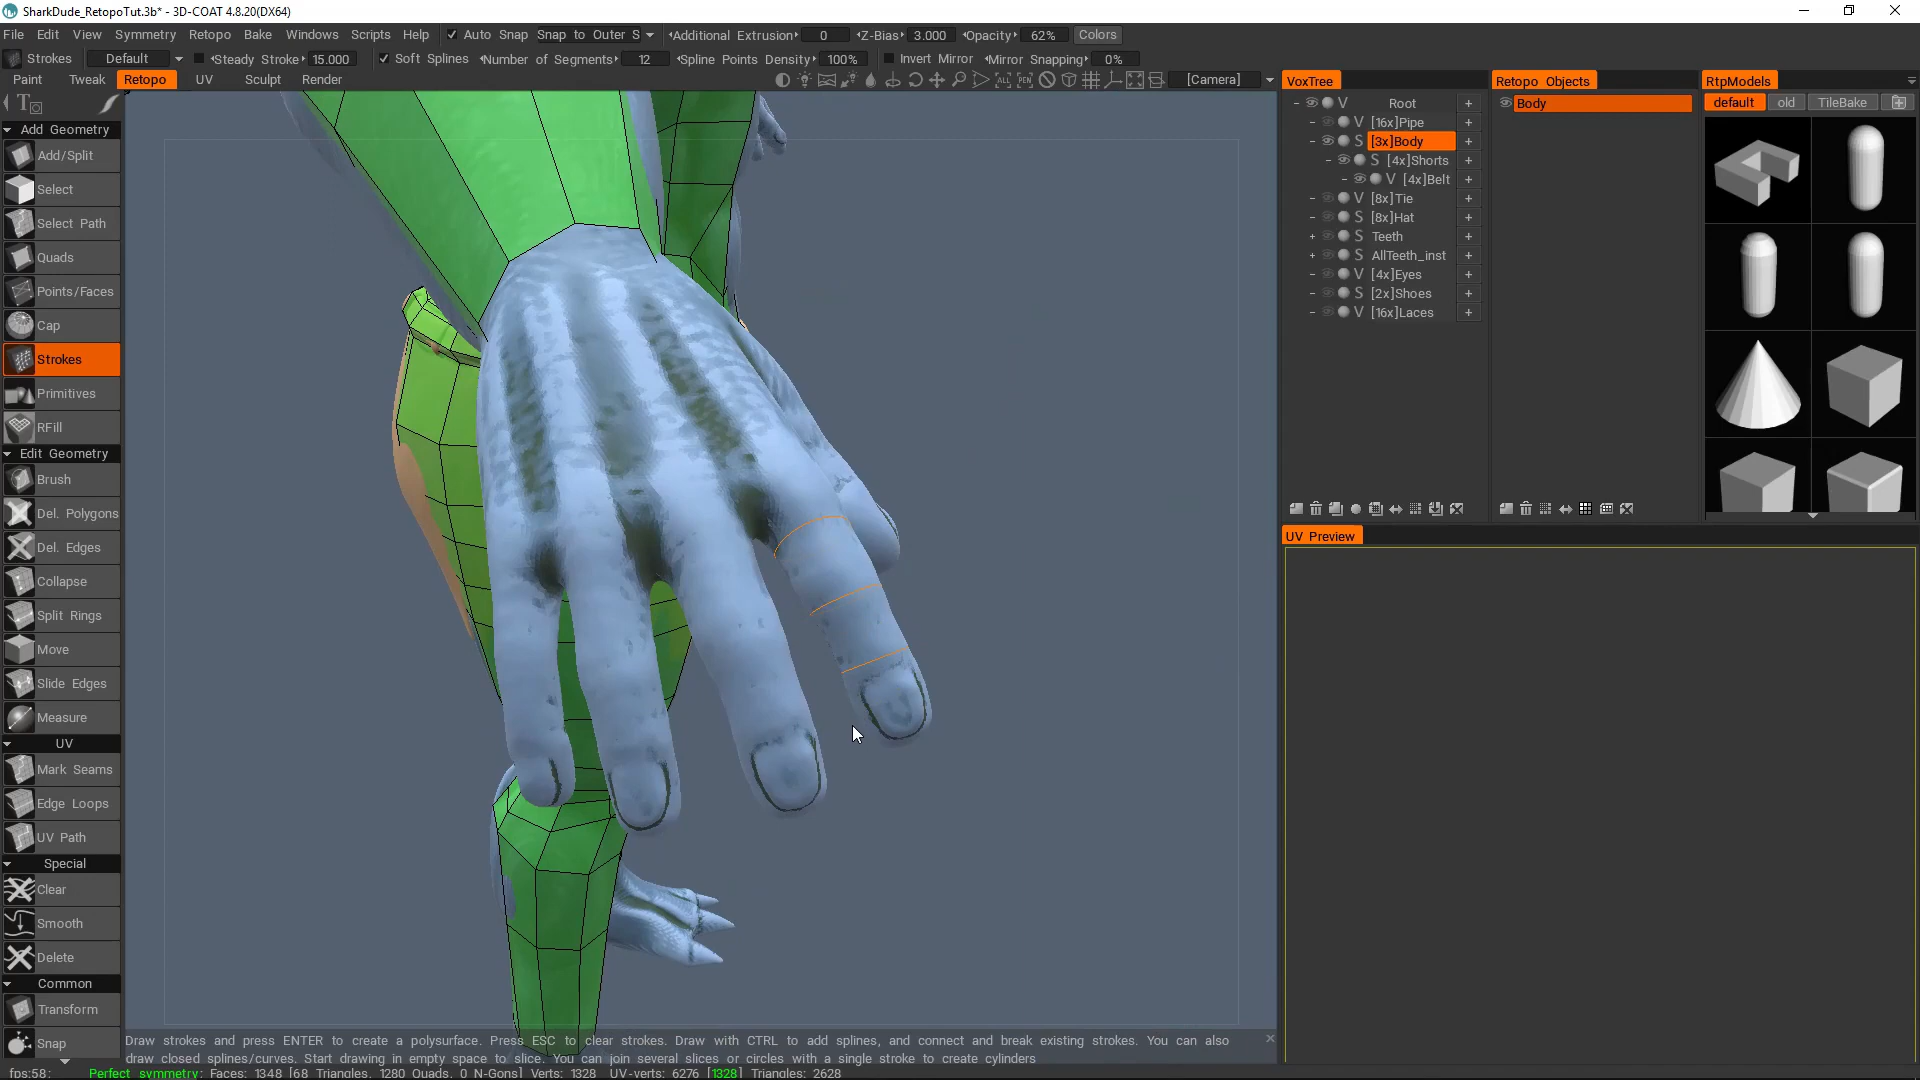 SharkDude_RetopoTut.3b* - 3D-COAT 4.8.20(DX64)
File Edit View Symmetry Retopo Bake Windows Scripts Help Auto Snap Snap to Outer S Additional Extrusion 0 Z-Bias 3.000 Opacity 62% Colors
Strokes Default Steady Stroke 15.000 Soft Splines Number of Segments 12 Spline Points Density 100% Invert Mirror Mirror Snapping 0%
Paint Tweak Retopo UV Sculpt Render ALL PEN [Camera] VoxTree Retopo Objects RtpModels
Add Geometry
Add/Split
Select
Select Path
Quads
Points/Faces
Cap
Strokes
Primitives
RFill
Edit Geometry
Brush
Del. Polygons
Del. Edges
Collapse
Split Rings
Move
Slide Edges
Measure
UV
Mark Seams
Edge Loops
UV Path
Special
Clear
Smooth
Delete
Common
Transform
Snap
V Root +
V [16x]Pipe +
S [3x]Body +
S [4x]Shorts +
V [4x]Belt +
V [8x]Tie +
S [8x]Hat +
S Teeth +
S AllTeeth_inst +
V [4x]Eyes +
S [2x]Shoes +
V [16x]Laces +
Body
default old TileBake
UV Preview
Draw strokes and press ENTER to create a polysurface. Press ESC to clear strokes. Draw with CTRL to add splines, and connect and break existing strokes. You can also
draw closed splines/curves. Start drawing in empty space to slice. You can join several slices or circles with a single stroke to create cylinders
fps:58; Perfect symmetry; Faces: 1348 [68 Triangles, 1280 Quads, 0 N-Gons] Verts: 1328 UV-verts: 6276 [1328] Triangles: 2628